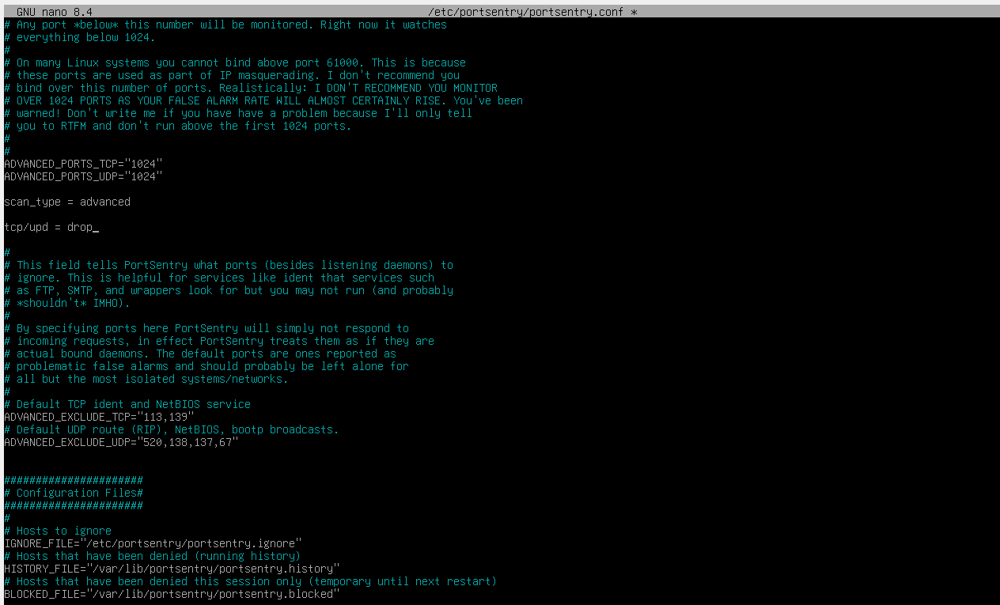 GNU nano 8.4 /etc/portsentry/portsentry.conf *
# Any port *below* this number will be monitored. Right now it watches
# everything below 1024.
#
# On many Linux systems you cannot bind above port 61000. This is because
# these ports are used as part of IP masquerading. I don't recommend you
# bind over this number of ports. Realistically: I DON'T RECOMMEND YOU MONITOR
# OVER 1024 PORTS AS YOUR FALSE ALARM RATE WILL ALMOST CERTAINLY RISE. You've been
# warned! Don't write me if you have have a problem because I'll only tell
# you to RTFM and don't run above the first 1024 ports.
#
#
ADVANCED_PORTS_TCP="1024"
ADVANCED_PORTS_UDP="1024"
scan_type = advanced
tcp/upd = drop_
#
# This field tells PortSentry what ports (besides listening daemons) to
# ignore. This is helpful for services like ident that services such
# as FTP, SMTP, and wrappers look for but you may not run (and probably
# *shouldn't* IMHO).
#
# By specifying ports here PortSentry will simply not respond to
# incoming requests, in effect PortSentry treats them as if they are
# actual bound daemons. The default ports are ones reported as
# problematic false alarms and should probably be left alone for
# all but the most isolated systems/networks.
#
# Default TCP ident and NetBIOS service
ADVANCED_EXCLUDE_TCP="113,139"
# Default UDP route (RIP), NetBIOS, bootp broadcasts.
ADVANCED_EXCLUDE_UDP="520,138,137,67"
######################
# Configuration Files#
######################
#
# Hosts to ignore
IGNORE_FILE="/etc/portsentry/portsentry.ignore"
# Hosts that have been denied (running history)
HISTORY_FILE="/var/lib/portsentry/portsentry.history"
# Hosts that have been denied this session only (temporary until next restart)
BLOCKED_FILE="/var/lib/portsentry/portsentry.blocked"